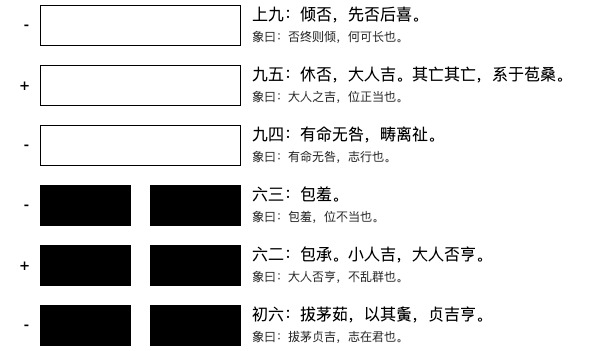 - 上九：倾否，先否后喜。
象曰：否终则倾，何可长也。
+ 九五：休否，大人吉。其亡其亡，系于苞桑。
象曰：大人之吉，位正当也。
- 九四：有命无咎，畴离祉。
象曰：有命无咎，志行也。
- 六三：包羞。
象曰：包羞，位不当也。
+ 六二：包承。小人吉，大人否亨。
象曰：大人否亨，不乱群也。
- 初六：拔茅茹，以其夤，贞吉亨。
象曰：拔茅贞吉，志在君也。